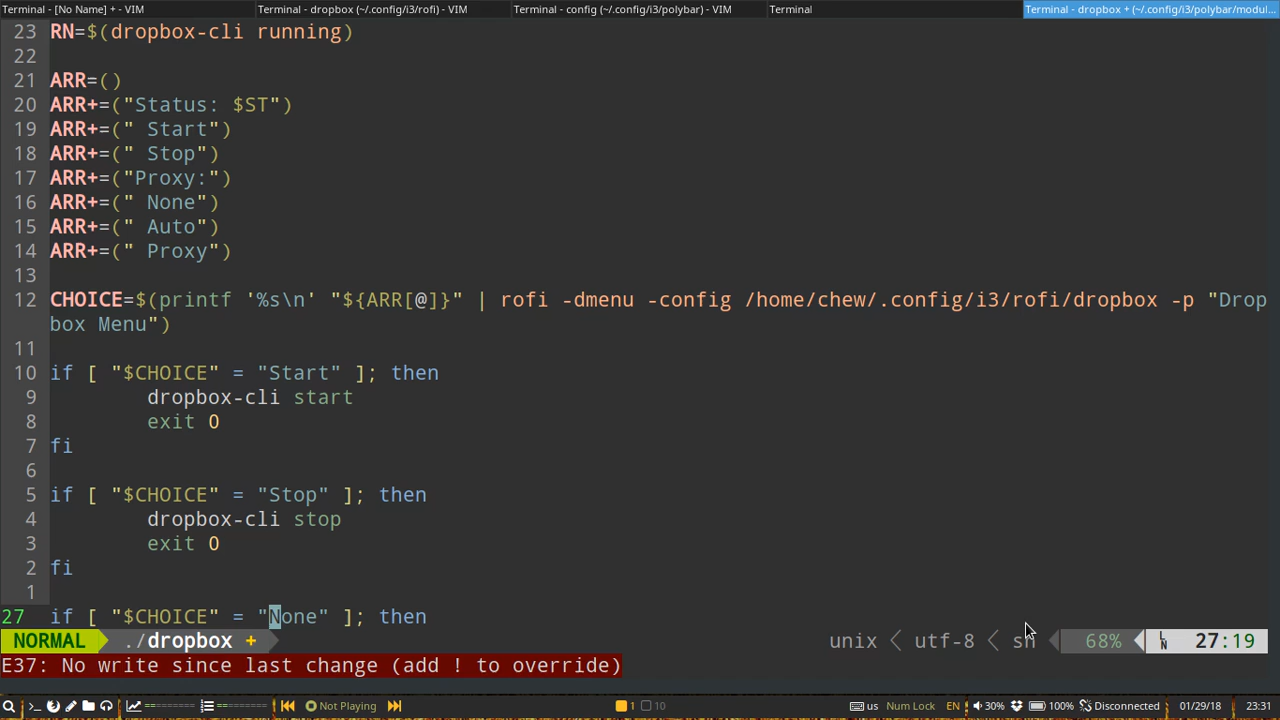 Terminal - [No Name] + - VIM
Terminal - dropbox (~/.config/i3/rofi) - VIM
Terminal - config (~/.config/i3/polybar) - VIM
Terminal
Terminal - dropbox + (~/.config/i3/polybar/modul...
23 RN=$(dropbox-cli running)
22
21 ARR=()
20 ARR+=("Status: $ST")
19 ARR+=(" Start")
18 ARR+=(" Stop")
17 ARR+=("Proxy:")
16 ARR+=(" None")
15 ARR+=(" Auto")
14 ARR+=(" Proxy")
13
12 CHOICE=$(printf '%s\n' "${ARR[@]}" | rofi -dmenu -config /home/chew/.config/i3/rofi/dropbox -p "Drop
box Menu")
11
10 if [ "$CHOICE" = "Start" ]; then
9 dropbox-cli start
8 exit 0
7 fi
6
5 if [ "$CHOICE" = "Stop" ]; then
4 dropbox-cli stop
3 exit 0
2 fi
1
27 if [ "$CHOICE" = "None" ]; then
NORMAL ./dropbox + unix utf-8 sh 68% LN 27:19
E37: No write since last change (add ! to override)
Not Playing 1 10 us Num Lock EN 30% 100% Disconnected 01/29/18 23:31